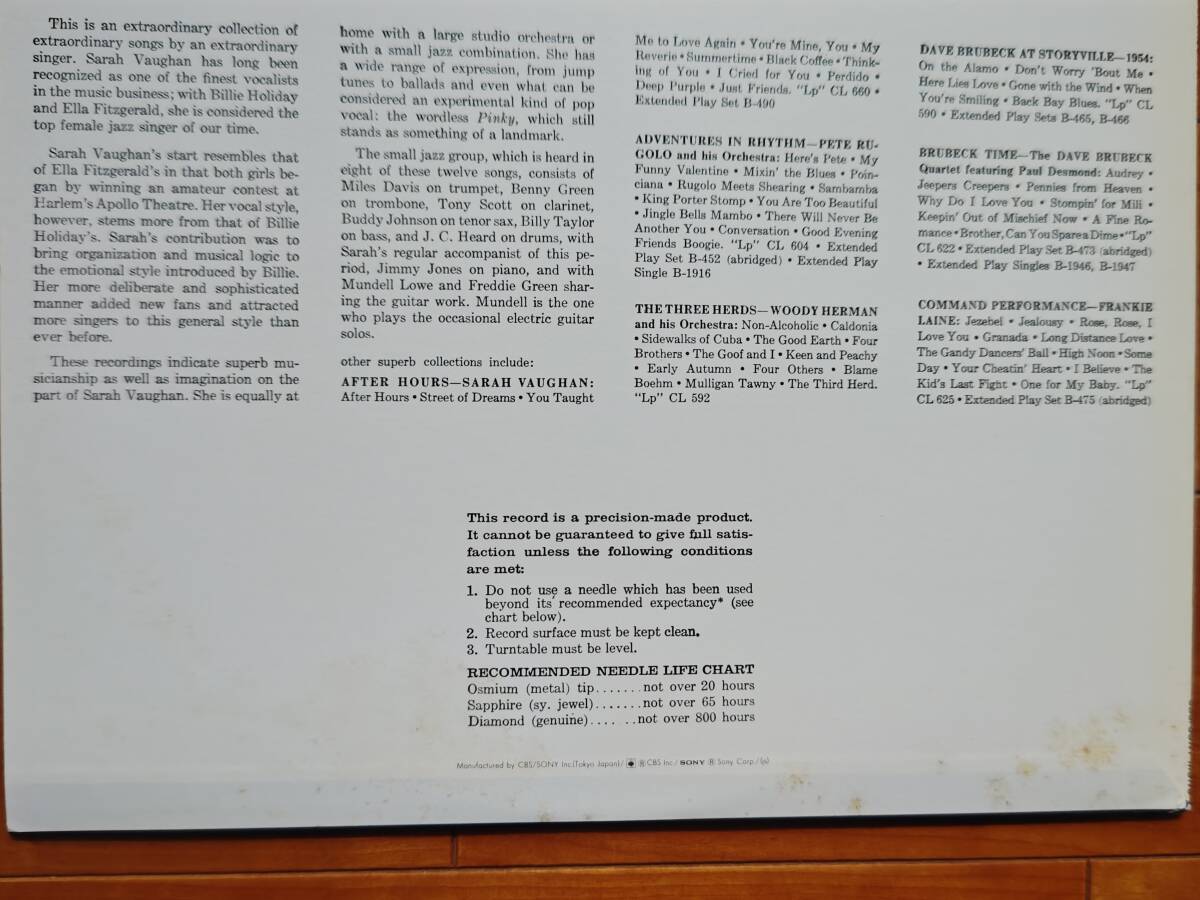 This is an extraordinary collection of
extraordinary songs by an extraordinary
singer. Sarah Vaughan has long been
recognized as one of the finest vocalists
in the music business; with Billie Holiday
and Ella Fitzgerald, she is considered the
top female jazz singer of our time.
Sarah Vaughan's start resembles that
of Ella Fitzgerald's in that both girls be-
gan by winning an amateur contest at
Harlem's Apollo Theatre. Her vocal style,
however, stems more from that of Billie
Holiday's. Sarah's contribution was to
bring organization and musical logic to
the emotional style introduced by Billie.
Her more deliberate and sophisticated
manner added new fans and attracted
more singers to this general style than
ever before.
These recordings indicate superb mu-
sicianship as well as imagination on the
part of Sarah Vaughan. She is equally at
home with a large studio orchestra or
with a small jazz combination. She has
a wide range of expression, from jump
tunes to ballads and even what can be
considered an experimental kind of pop
vocal: the wordless Pinky, which still
stands as something of a landmark.
The small jazz group, which is heard in
eight of these twelve songs, consists of
Miles Davis on trumpet, Benny Green
on trombone, Tony Scott on clarinet,
Buddy Johnson on tenor sax, Billy Taylor
on bass, and J. C. Heard on drums, with
Sarah's regular accompanist of this pe-
riod, Jimmy Jones on piano, and with
Mundell Lowe and Freddie Green shar-
ing the guitar work. Mundell is the one
who plays the occasional electric guitar
solos.
other superb collections include:
AFTER HOURS—SARAH VAUGHAN:
After Hours • Street of Dreams • You Taught
Me to Love Again • You're Mine, You • My
Reverie • Summertime • Black Coffee • Think-
ing of You • I Cried for You • Perdido •
Deep Purple • Just Friends. "Lp" CL 660 •
Extended Play Set B-490
ADVENTURES IN RHYTHM—PETE RU-
GOLO and his Orchestra: Here's Pete • My
Funny Valentine • Mixin' the Blues • Poin-
ciana • Rugolo Meets Shearing • Sambamba
• King Porter Stomp • You Are Too Beautiful
• Jingle Bells Mambo • There Will Never Be
Another You • Conversation • Good Evening
Friends Boogie. "Lp" CL 604 • Extended
Play Set B-452 (abridged) • Extended Play
Single B-1916
THE THREE HERDS—WOODY HERMAN
and his Orchestra: Non-Alcoholic • Caldonia
• Sidewalks of Cuba • The Good Earth • Four
Brothers • The Goof and I • Keen and Peachy
• Early Autumn • Four Others • Blame
Boehm • Mulligan Tawny • The Third Herd.
"Lp" CL 592
DAVE BRUBECK AT STORYVILLE—1954:
On the Alamo • Don't Worry 'Bout Me •
Here Lies Love • Gone with the Wind • When
You're Smiling • Back Bay Blues. "Lp" CL
590 • Extended Play Sets B-465, B-466
BRUBECK TIME—The DAVE BRUBECK
Quartet featuring Paul Desmond: Audrey •
Jeepers Creepers • Pennies from Heaven •
Why Do I Love You • Stompin' for Mili •
Keepin' Out of Mischief Now • A Fine Ro-
mance • Brother, Can You Spare a Dime • "Lp"
CL 622 • Extended Play Set B-473 (abridged)
• Extended Play Singles B-1946, B-1947
COMMAND PERFORMANCE—FRANKIE
LAINE: Jezebel • Jealousy • Rose, Rose, I
Love You • Granada • Long Distance Love •
The Gandy Dancers' Ball • High Noon • Some
Day • Your Cheatin' Heart • I Believe • The
Kid's Last Fight • One for My Baby. "Lp"
CL 625 • Extended Play Set B-475 (abridged)
This record is a precision-made product.
It cannot be guaranteed to give full satis-
faction unless the following conditions
are met:
1. Do not use a needle which has been used
beyond its recommended expectancy* (see
chart below).
2. Record surface must be kept clean.
3. Turntable must be level.
RECOMMENDED NEEDLE LIFE CHART
Osmium (metal) tip.......not over 20 hours
Sapphire (sy. jewel).......not over 65 hours
Diamond (genuine)......not over 800 hours
Manufactured by CBS/SONY Inc.(Tokyo Japan)/ ® CBS Inc./ SONY ® Sony Corp./(p)